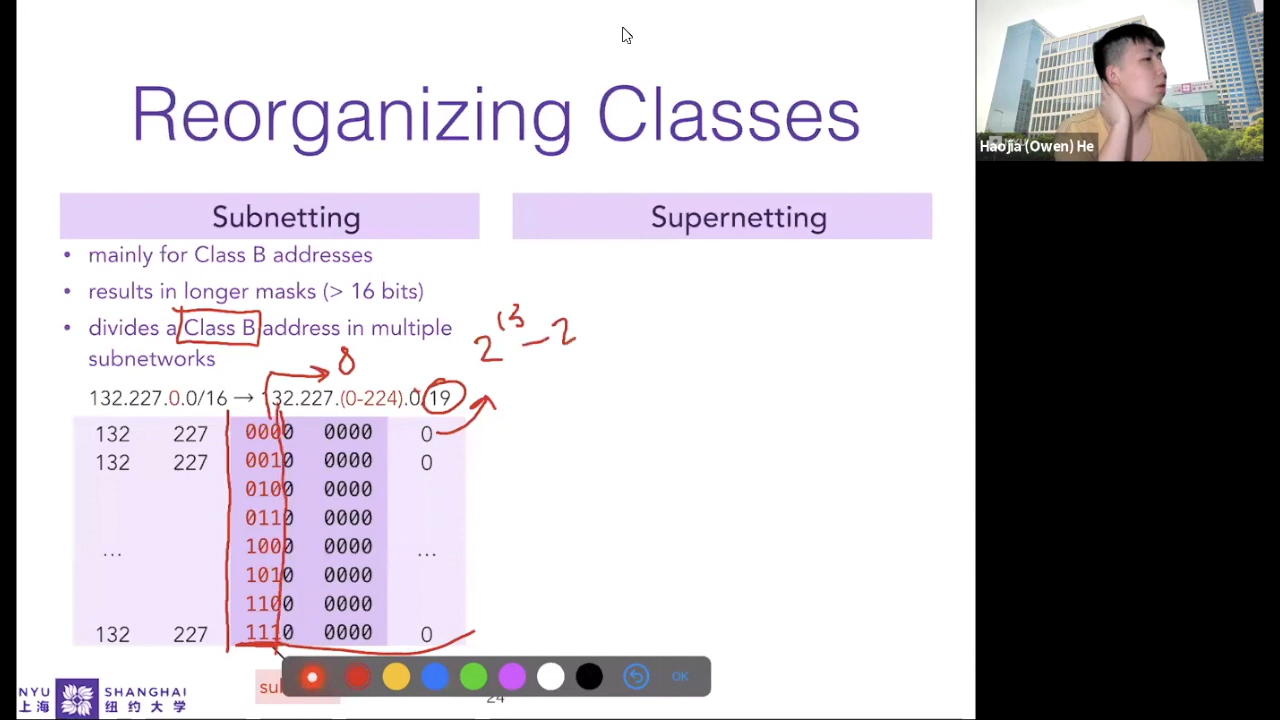 Reorganizing Classes
Haojia (Owen) He
Subnetting
Supernetting
• mainly for Class B addresses
• results in longer masks (> 16 bits)
• divides a Class B address in multiple
subnetworks
2^13 - 2
8
132.227.0.0/16 → 132.227.(0-224).0/19
132 227 0000 0000 0
132 227 0010 0000 0
0100 0000
0110 0000
... 1000 0000 ...
1010 0000
1100 0000
132 227 1110 0000 0
OK
24
NYU SHANGHAI
上海 纽约大学